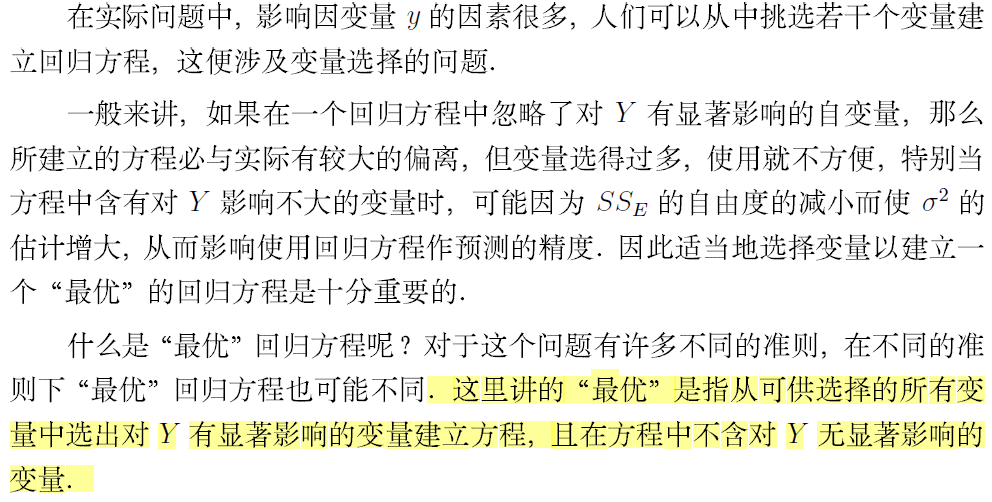 在实际问题中, 影响因变量 y 的因素很多, 人们可以从中挑选若干个变量建
立回归方程, 这便涉及变量选择的问题.
一般来讲, 如果在一个回归方程中忽略了对 Y 有显著影响的自变量, 那么
所建立的方程必与实际有较大的偏离, 但变量选得过多, 使用就不方便, 特别当
方程中含有对 Y 影响不大的变量时, 可能因为 SS_E 的自由度的减小而使 σ² 的
估计增大, 从而影响使用回归方程作预测的精度. 因此适当地选择变量以建立一
个 “最优” 的回归方程是十分重要的.
什么是 “最优” 回归方程呢? 对于这个问题有许多不同的准则, 在不同的准
则下 “最优” 回归方程也可能不同. 这里讲的 “最优” 是指从可供选择的所有变
量中选出对 Y 有显著影响的变量建立方程, 且在方程中不含对 Y 无显著影响的
变量.